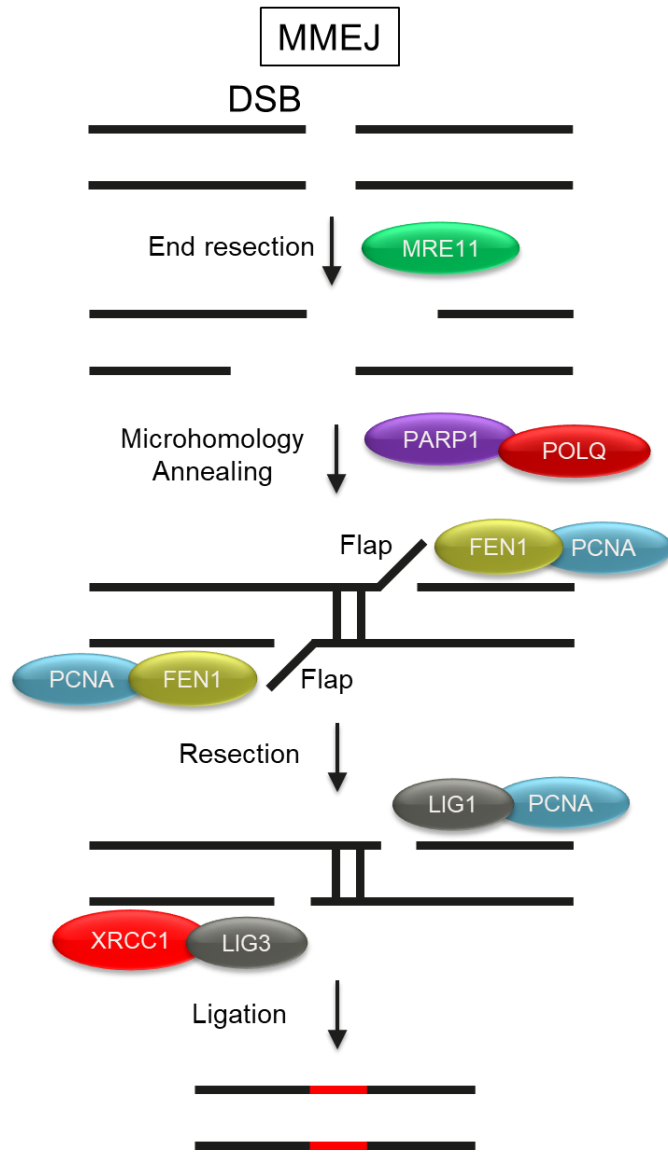 MMEJ
DSB
End resection
MRE11
Microhomology
Annealing
PARP1
POLQ
Flap
FEN1
PCNA
PCNA
FEN1
Flap
Resection
LIG1
PCNA
XRCC1
LIG3
Ligation